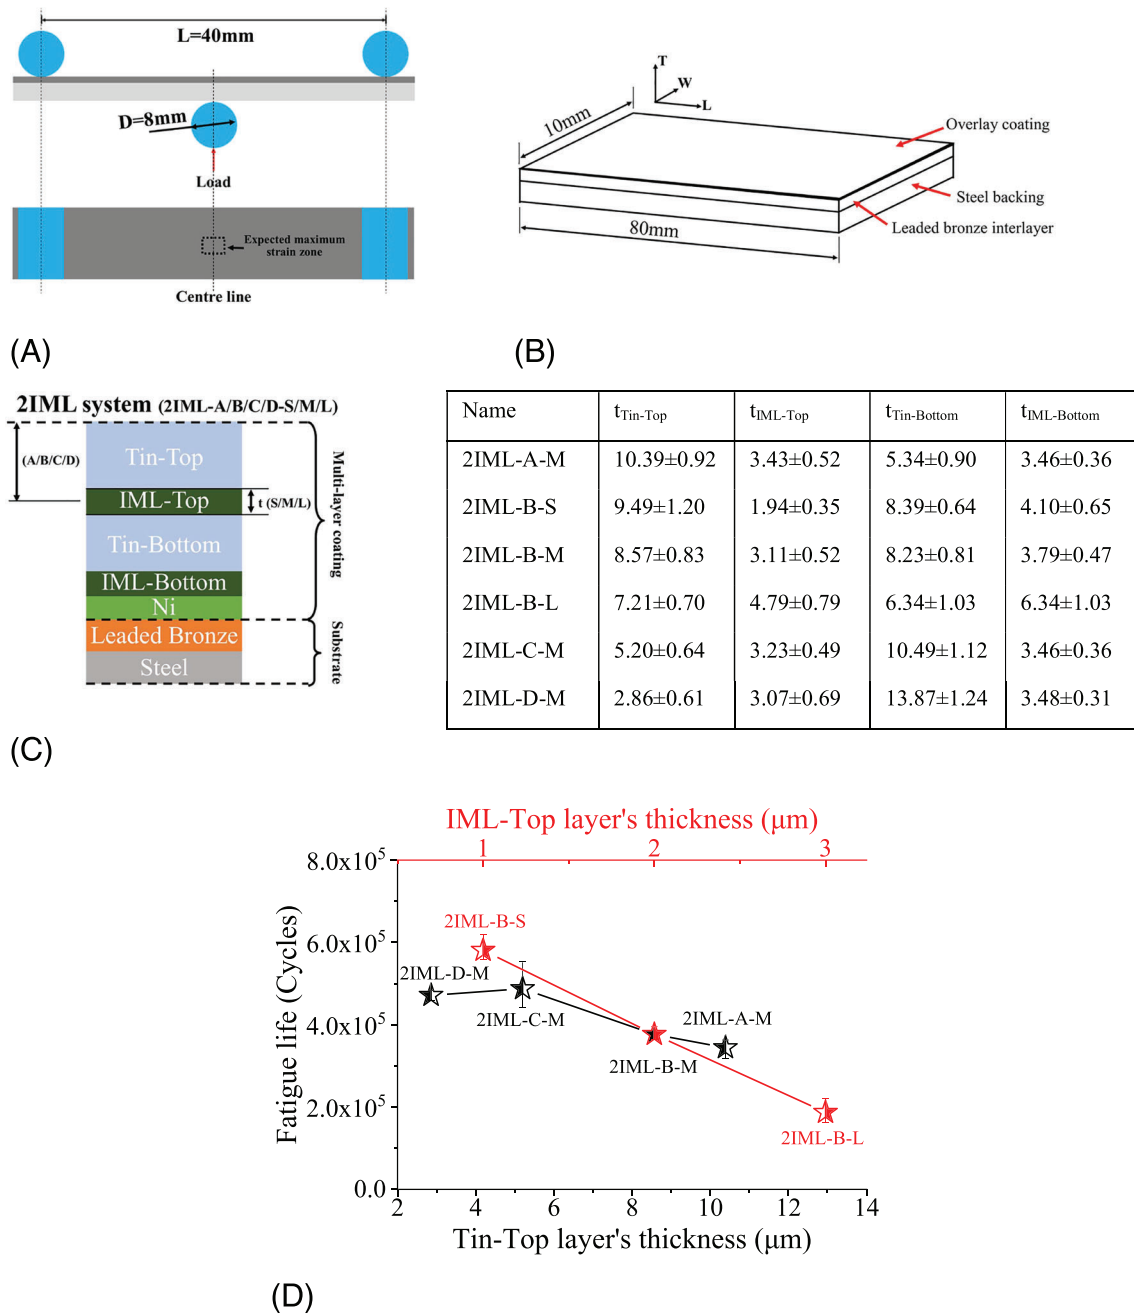 L=40mm
D=8mm
Load
Expected maximum
strain zone
Centre line
(A)
T
W
L
10mm
80mm
Overlay coating
Steel backing
Leaded bronze interlayer
(B)
2IML system (2IML-A/B/C/D-S/M/L)
(A/B/C/D)
Tin-Top
IML-Top
t (S/M/L)
Tin-Bottom
IML-Bottom
Ni
Leaded Bronze
Steel
Multi-layer coating
Substrate
(C)
Name tTin-Top tIML-Top tTin-Bottom tIML-Bottom
2IML-A-M 10.39±0.92 3.43±0.52 5.34±0.90 3.46±0.36
2IML-B-S 9.49±1.20 1.94±0.35 8.39±0.64 4.10±0.65
2IML-B-M 8.57±0.83 3.11±0.52 8.23±0.81 3.79±0.47
2IML-B-L 7.21±0.70 4.79±0.79 6.34±1.03 6.34±1.03
2IML-C-M 5.20±0.64 3.23±0.49 10.49±1.12 3.46±0.36
2IML-D-M 2.86±0.61 3.07±0.69 13.87±1.24 3.48±0.31
IML-Top layer's thickness (μm)
1 2 3
Fatigue life (Cycles)
8.0x10⁵
6.0x10⁵
4.0x10⁵
2.0x10⁵
0.0
2IML-B-S
2IML-D-M
2IML-C-M
2IML-A-M
2IML-B-M
2IML-B-L
2 4 6 8 10 12 14
Tin-Top layer's thickness (μm)
(D)